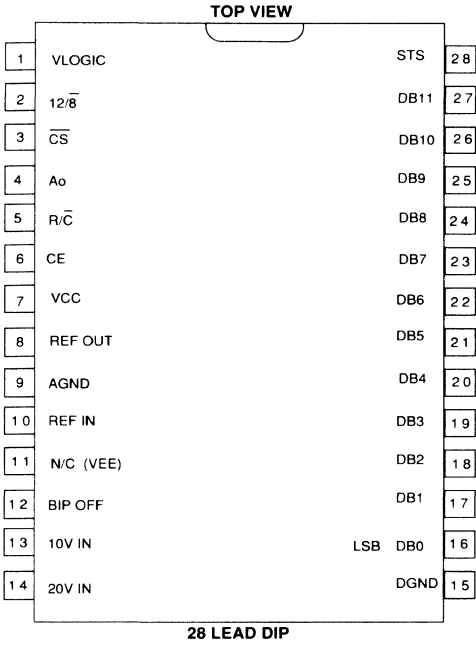 TOP VIEW
1 VLOGIC STS 28
2 12/8̅ DB11 27
3 C̅S̅ DB10 26
4 Ao DB9 25
5 R/C̅ DB8 24
6 CE DB7 23
7 VCC DB6 22
8 REF OUT DB5 21
9 AGND DB4 20
10 REF IN DB3 19
11 N/C (VEE) DB2 18
12 BIP OFF DB1 17
13 10V IN LSB DB0 16
14 20V IN DGND 15
28 LEAD DIP